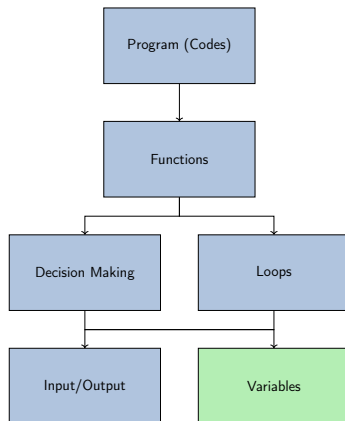 Program (Codes)
Functions
Decision Making
Loops
Input/Output
Variables